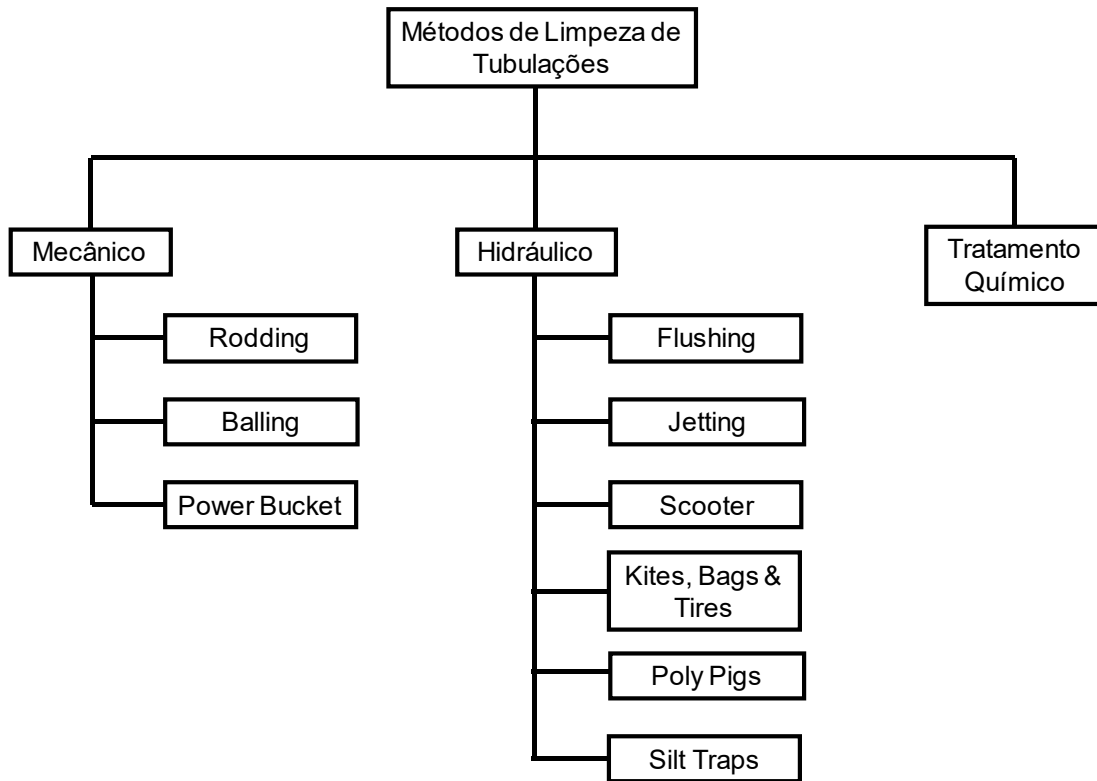 Métodos de Limpeza de
Tubulações
Mecânico
Hidráulico
Tratamento
Químico
Rodding
Flushing
Balling
Jetting
Power Bucket
Scooter
Kites, Bags &
Tires
Poly Pigs
Silt Traps